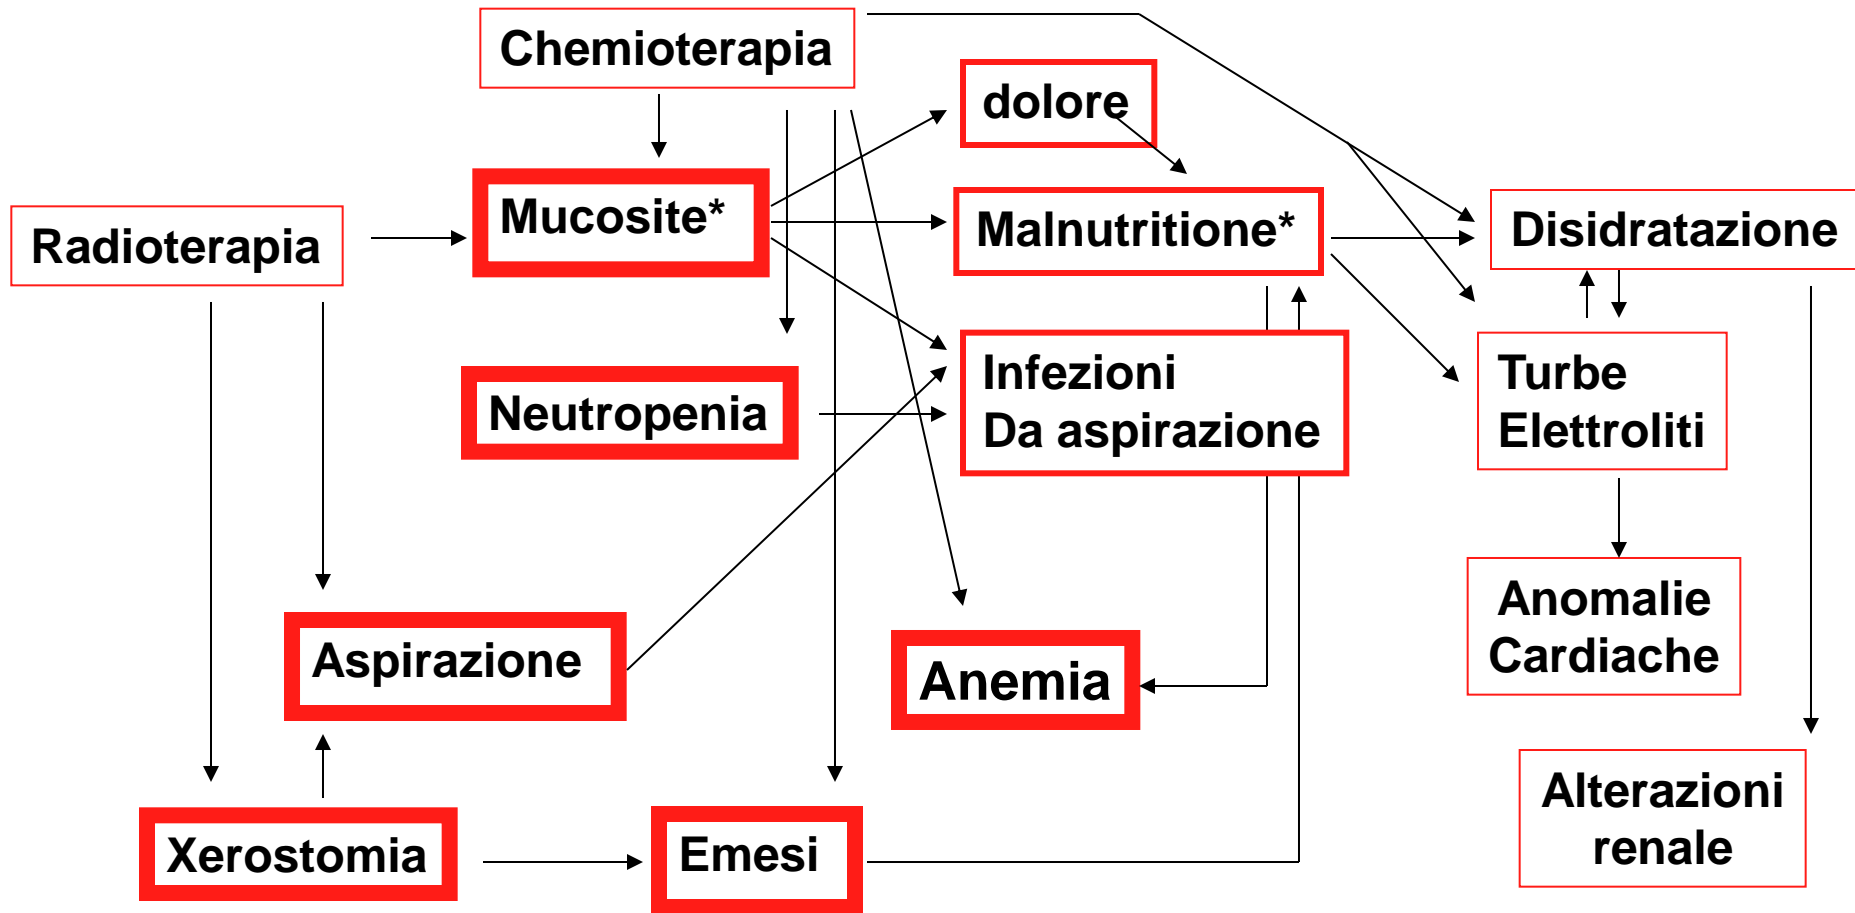 Chemioterapia
dolore
Mucosite*
Malnutritione*
Disidratazione
Radioterapia
Infezioni
Da aspirazione
Turbe
Elettroliti
Neutropenia
Anomalie
Cardiache
Aspirazione
Anemia
Alterazioni
renale
Xerostomia
Emesi